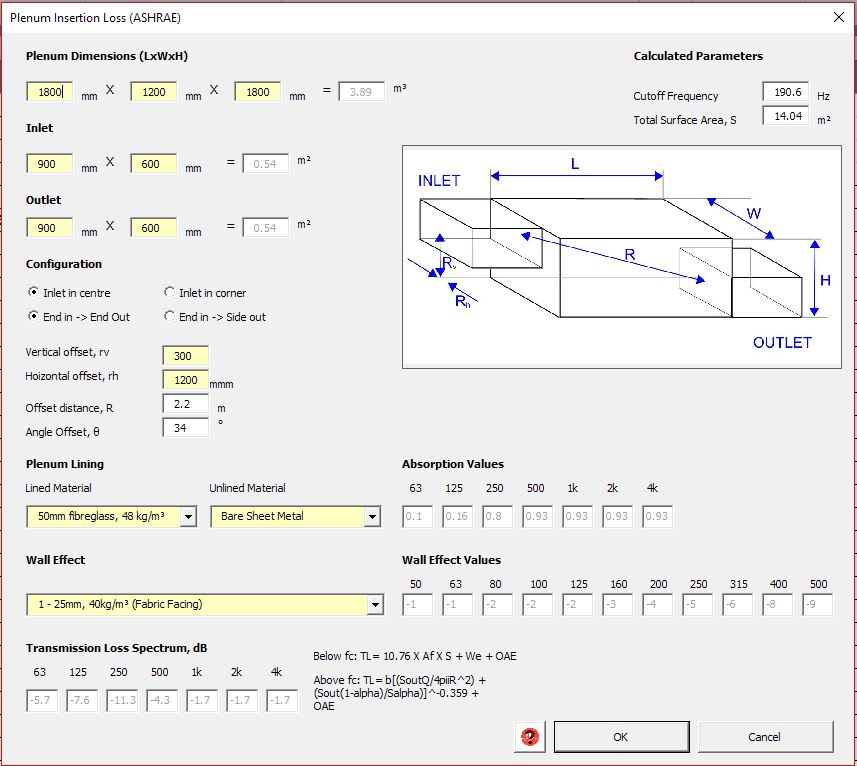 Plenum Insertion Loss (ASHRAE)
Plenum Dimensions (LxWxH)
1800 mm X 1200 mm X 1800 mm = 3.89 m³
Calculated Parameters
Cutoff Frequency 190.6 Hz
Total Surface Area, S 14.04 m²
Inlet
900 mm X 600 mm = 0.54 m²
Outlet
900 mm X 600 mm = 0.54 m²
INLET
L
W
R
Rv
Rh
H
OUTLET
Configuration
Inlet in centre Inlet in corner
End in -> End Out End in -> Side out
Vertical offset, rv 300
Hoizontal offset, rh 1200 mmm
Offset distance, R 2.2 m
Angle Offset, θ 34 °
Plenum Lining
Lined Material Unlined Material
50mm fibreglass, 48 kg/m³ Bare Sheet Metal
Absorption Values
63 125 250 500 1k 2k 4k
0.1 0.16 0.8 0.93 0.93 0.93 0.93
Wall Effect
1 - 25mm, 40kg/m³ (Fabric Facing)
Wall Effect Values
50 63 80 100 125 160 200 250 315 400 500
-1 -1 -2 -2 -2 -3 -4 -5 -6 -8 -9
Transmission Loss Spectrum, dB
63 125 250 500 1k 2k 4k
-5.7 -7.6 -11.3 -4.3 -1.7 -1.7 -1.7
Below fc: TL= 10.76 X Af X S + We + OAE
Above fc: TL= b[(SoutQ/4piiR^2) +
(Sout(1-alpha)/Salpha)]^-0.359 +
OAE
? OK Cancel